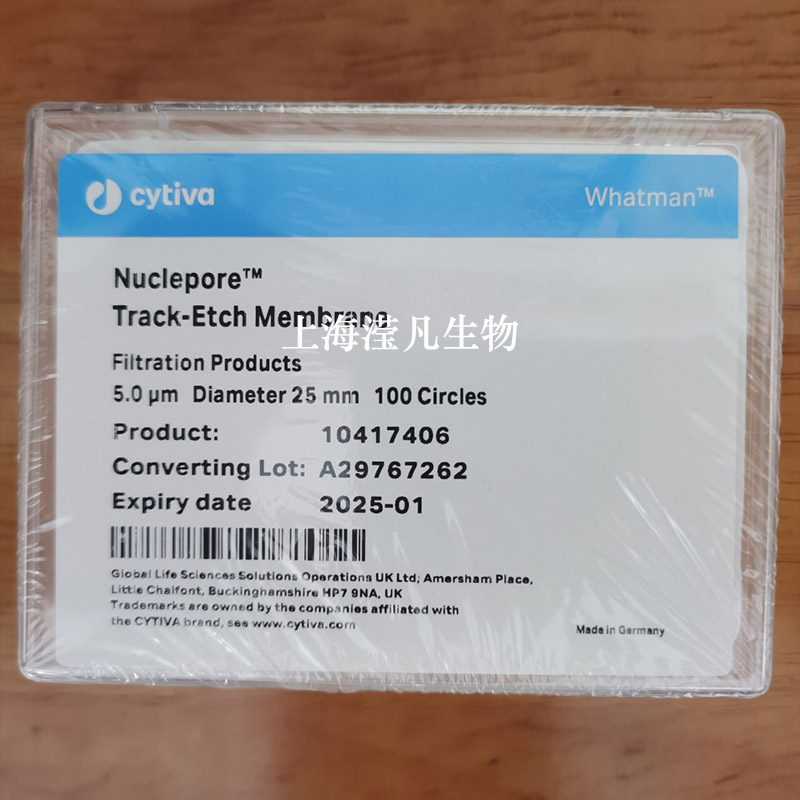 cytiva
Whatman™
Nuclepore™
Track-Etch Membrane
上海滢凡生物
Filtration Products
5.0 µm Diameter 25 mm 100 Circles
Product: 10417406
Converting Lot: A29767262
Expiry date 2025-01
Global Life Sciences Solutions Operations UK Ltd; Amersham Place,
Little Chalfont, Buckinghamshire HP7 9NA, UK
Trademarks are owned by the companies affiliated with
the CYTIVA brand, see www.cytiva.com
Made in Germany